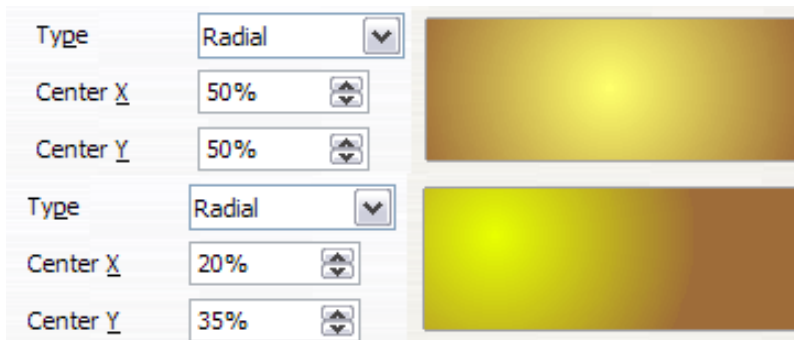 Type Radial
Center X 50%
Center Y 50%
Type Radial
Center X 20%
Center Y 35%